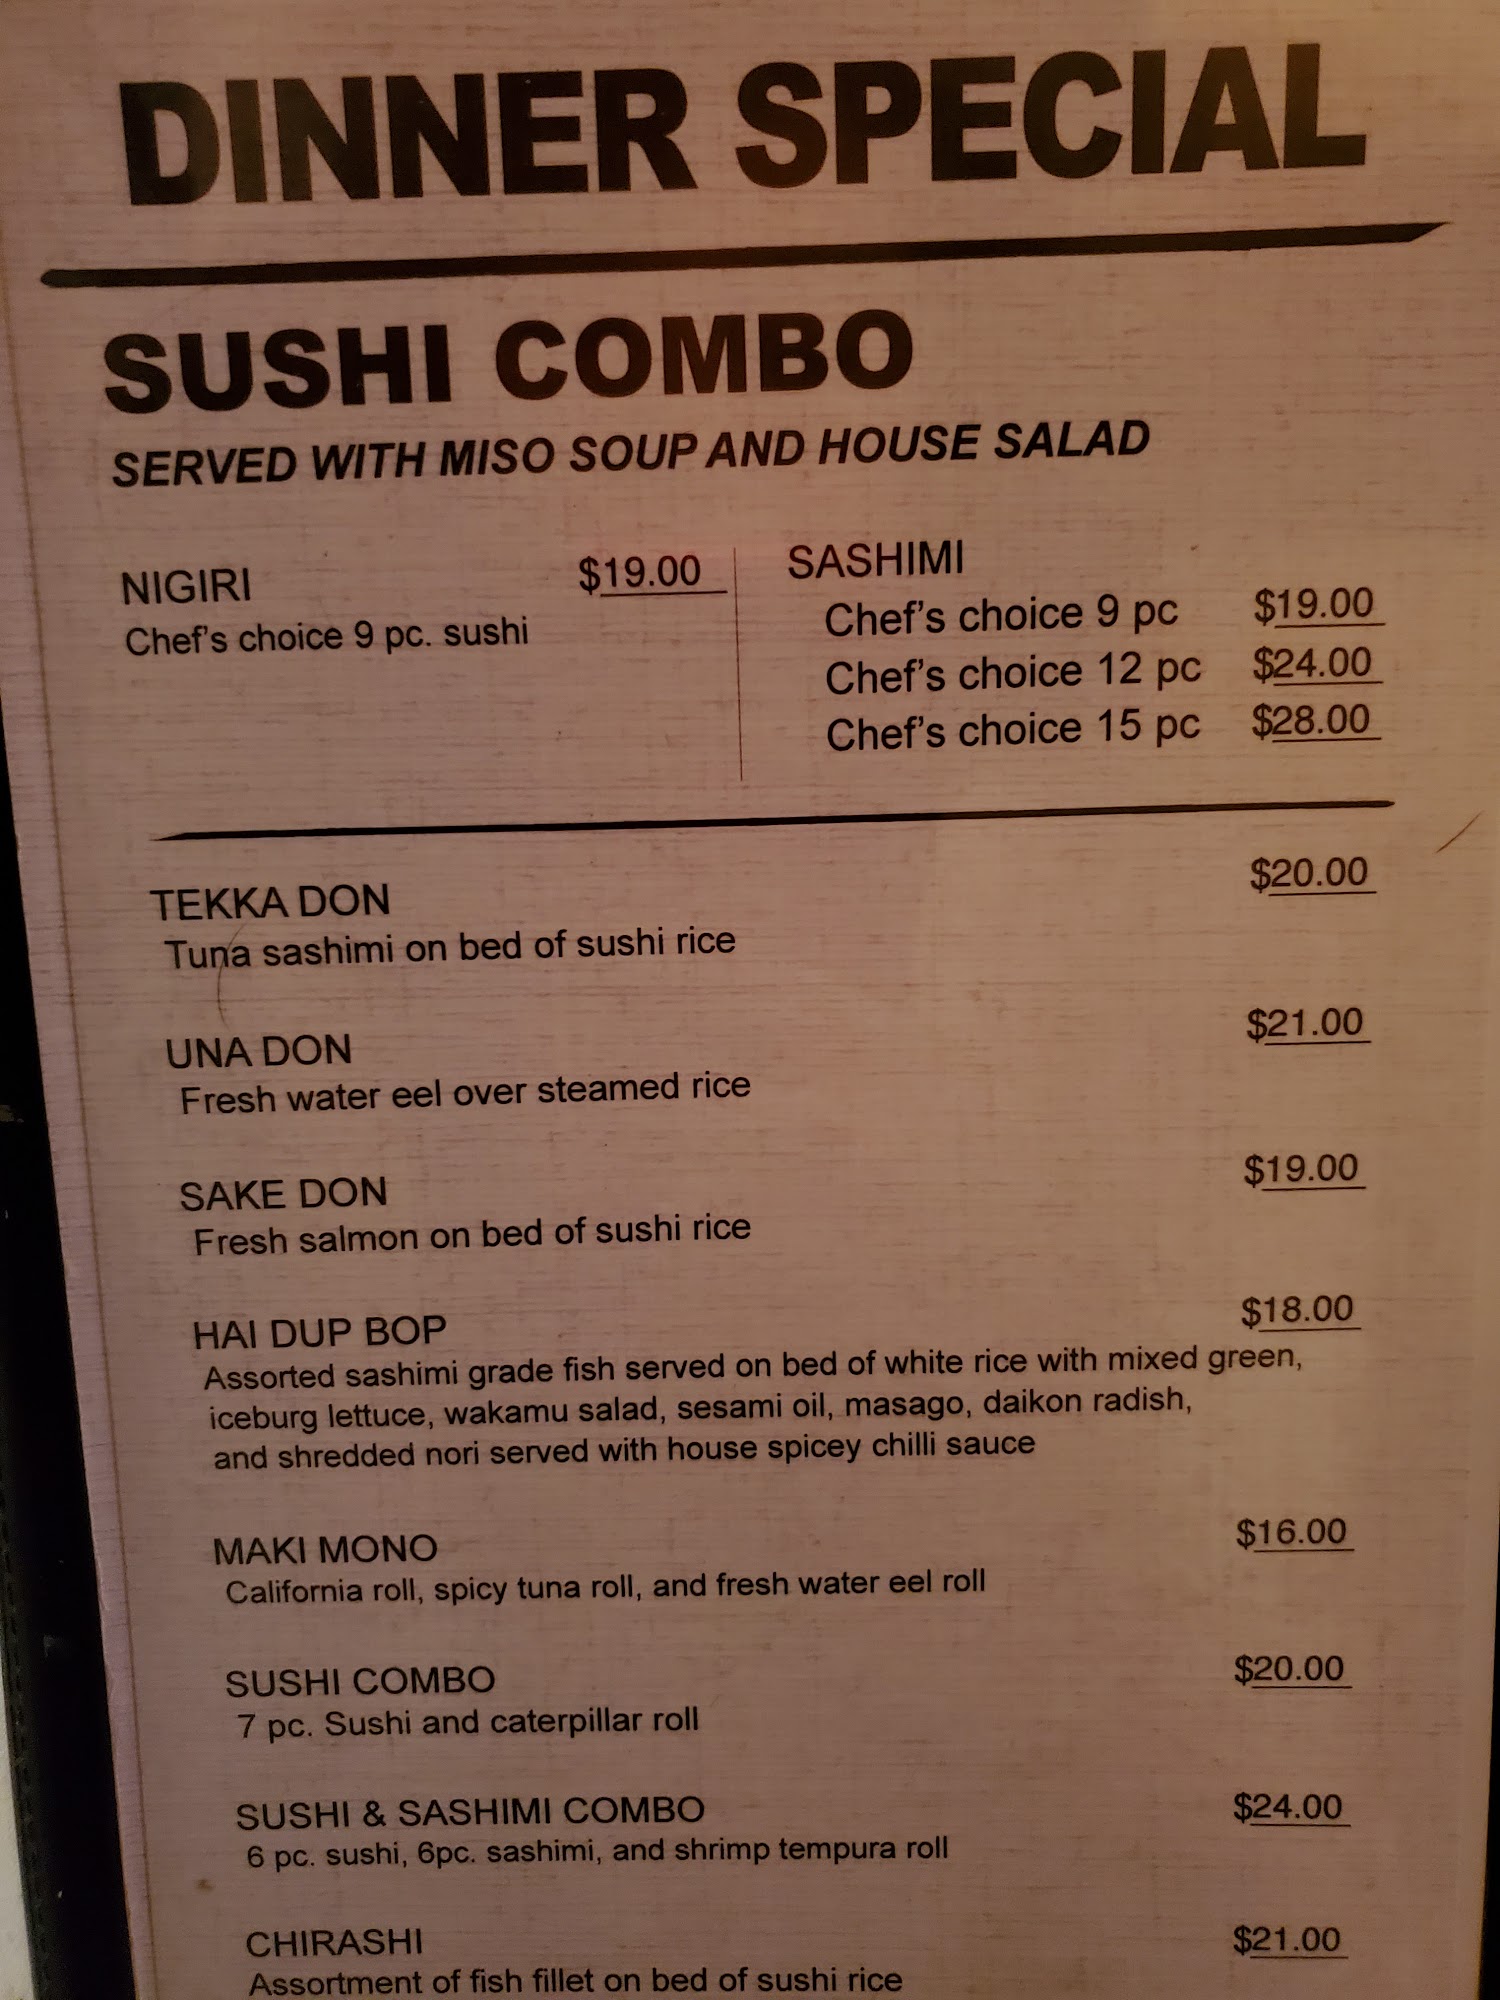 DINNER SPECIAL
SUSHI COMBO
SERVED WITH MISO SOUP AND HOUSE SALAD
NIGIRI $19.00
Chef's choice 9 pc. sushi
SASHIMI
Chef's choice 9 pc $19.00
Chef's choice 12 pc $24.00
Chef's choice 15 pc $28.00
TEKKA DON $20.00
Tuna sashimi on bed of sushi rice
UNA DON $21.00
Fresh water eel over steamed rice
SAKE DON $19.00
Fresh salmon on bed of sushi rice
HAI DUP BOP $18.00
Assorted sashimi grade fish served on bed of white rice with mixed green,
iceburg lettuce, wakamu salad, sesami oil, masago, daikon radish,
and shredded nori served with house spicey chilli sauce
MAKI MONO $16.00
California roll, spicy tuna roll, and fresh water eel roll
SUSHI COMBO $20.00
7 pc. Sushi and caterpillar roll
SUSHI & SASHIMI COMBO $24.00
6 pc. sushi, 6pc. sashimi, and shrimp tempura roll
CHIRASHI $21.00
Assortment of fish fillet on bed of sushi rice